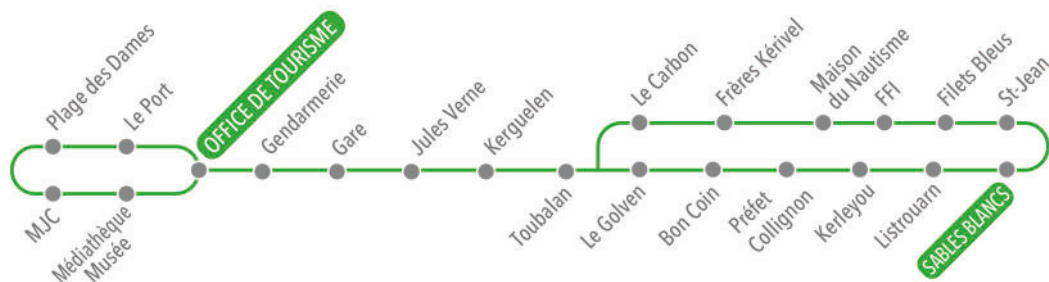 Plage des Dames
Le Port
OFFICE DE TOURISME
Gendarmerie
Gare
Jules Verne
Kerguelen
Le Carbon
Frères Kérivel
Maison
du Nautisme
FFI
Filets Bleus
St-Jean
MJC
Médiathèque
Musée
Toubalan
Le Golven
Bon Coin
Préfet
Collignon
Kerleyou
Listrouarn
SABLES BLANCS